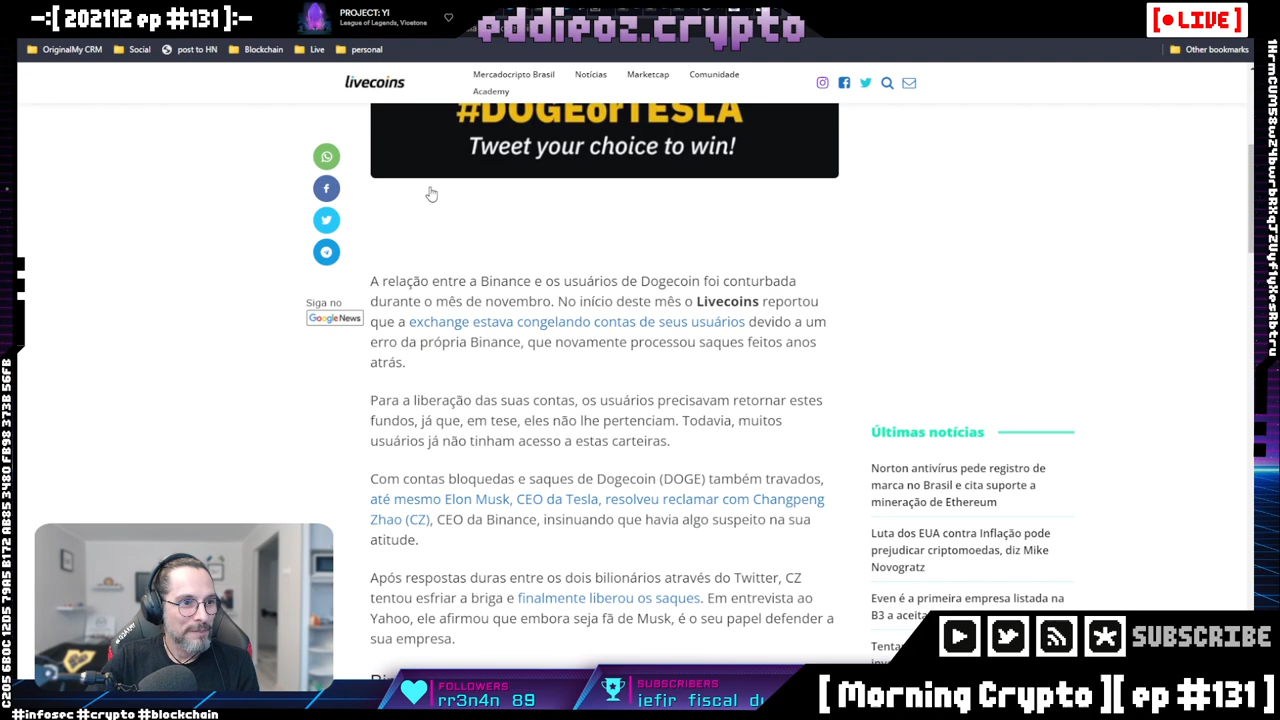 -:[ 202112 ep #131 ]:-
PROJECT: YI
League of Legends, Vicetone
eddieoz.crypto
[ LIVE ]
OriginalMy CRM
Social
post to HN
Blockchain
Live
personal
Other bookmarks
livecoins
Mercadocripto Brasil
Notícias
Marketcap
Comunidade
Academy
#DOGEorTESLA
Tweet your choice to win!
Siga no
Google News
A relação entre a Binance e os usuários de Dogecoin foi conturbada
durante o mês de novembro. No início deste mês o Livecoins reportou
que a exchange estava congelando contas de seus usuários devido a um
erro da própria Binance, que novamente processou saques feitos anos
atrás.
Para a liberação das suas contas, os usuários precisavam retornar estes
fundos, já que, em tese, eles não lhe pertenciam. Todavia, muitos
usuários já não tinham acesso a estas carteiras.
Com contas bloquedas e saques de Dogecoin (DOGE) também travados,
até mesmo Elon Musk, CEO da Tesla, resolveu reclamar com Changpeng
Zhao (CZ), CEO da Binance, insinuando que havia algo suspeito na sua
atitude.
Após respostas duras entre os dois bilionários através do Twitter, CZ
tentou esfriar a briga e finalmente liberou os saques. Em entrevista ao
Yahoo, ele afirmou que embora seja fã de Musk, é o seu papel defender a
sua empresa.
Últimas notícias
Norton antivírus pede registro de
marca no Brasil e cita suporte a
mineração de Ethereum
Luta dos EUA contra Inflação pode
prejudicar criptomoedas, diz Mike
Novogratz
Even é a primeira empresa listada na
B3 a aceita
SUBSCRIBE
FOLLOWERS
rr3n4n 89
SUBSCRIBERS
iefjr fiscal du
[ Morning Crypto ][ ep #131 ]
#infosec #crypto #blockchain